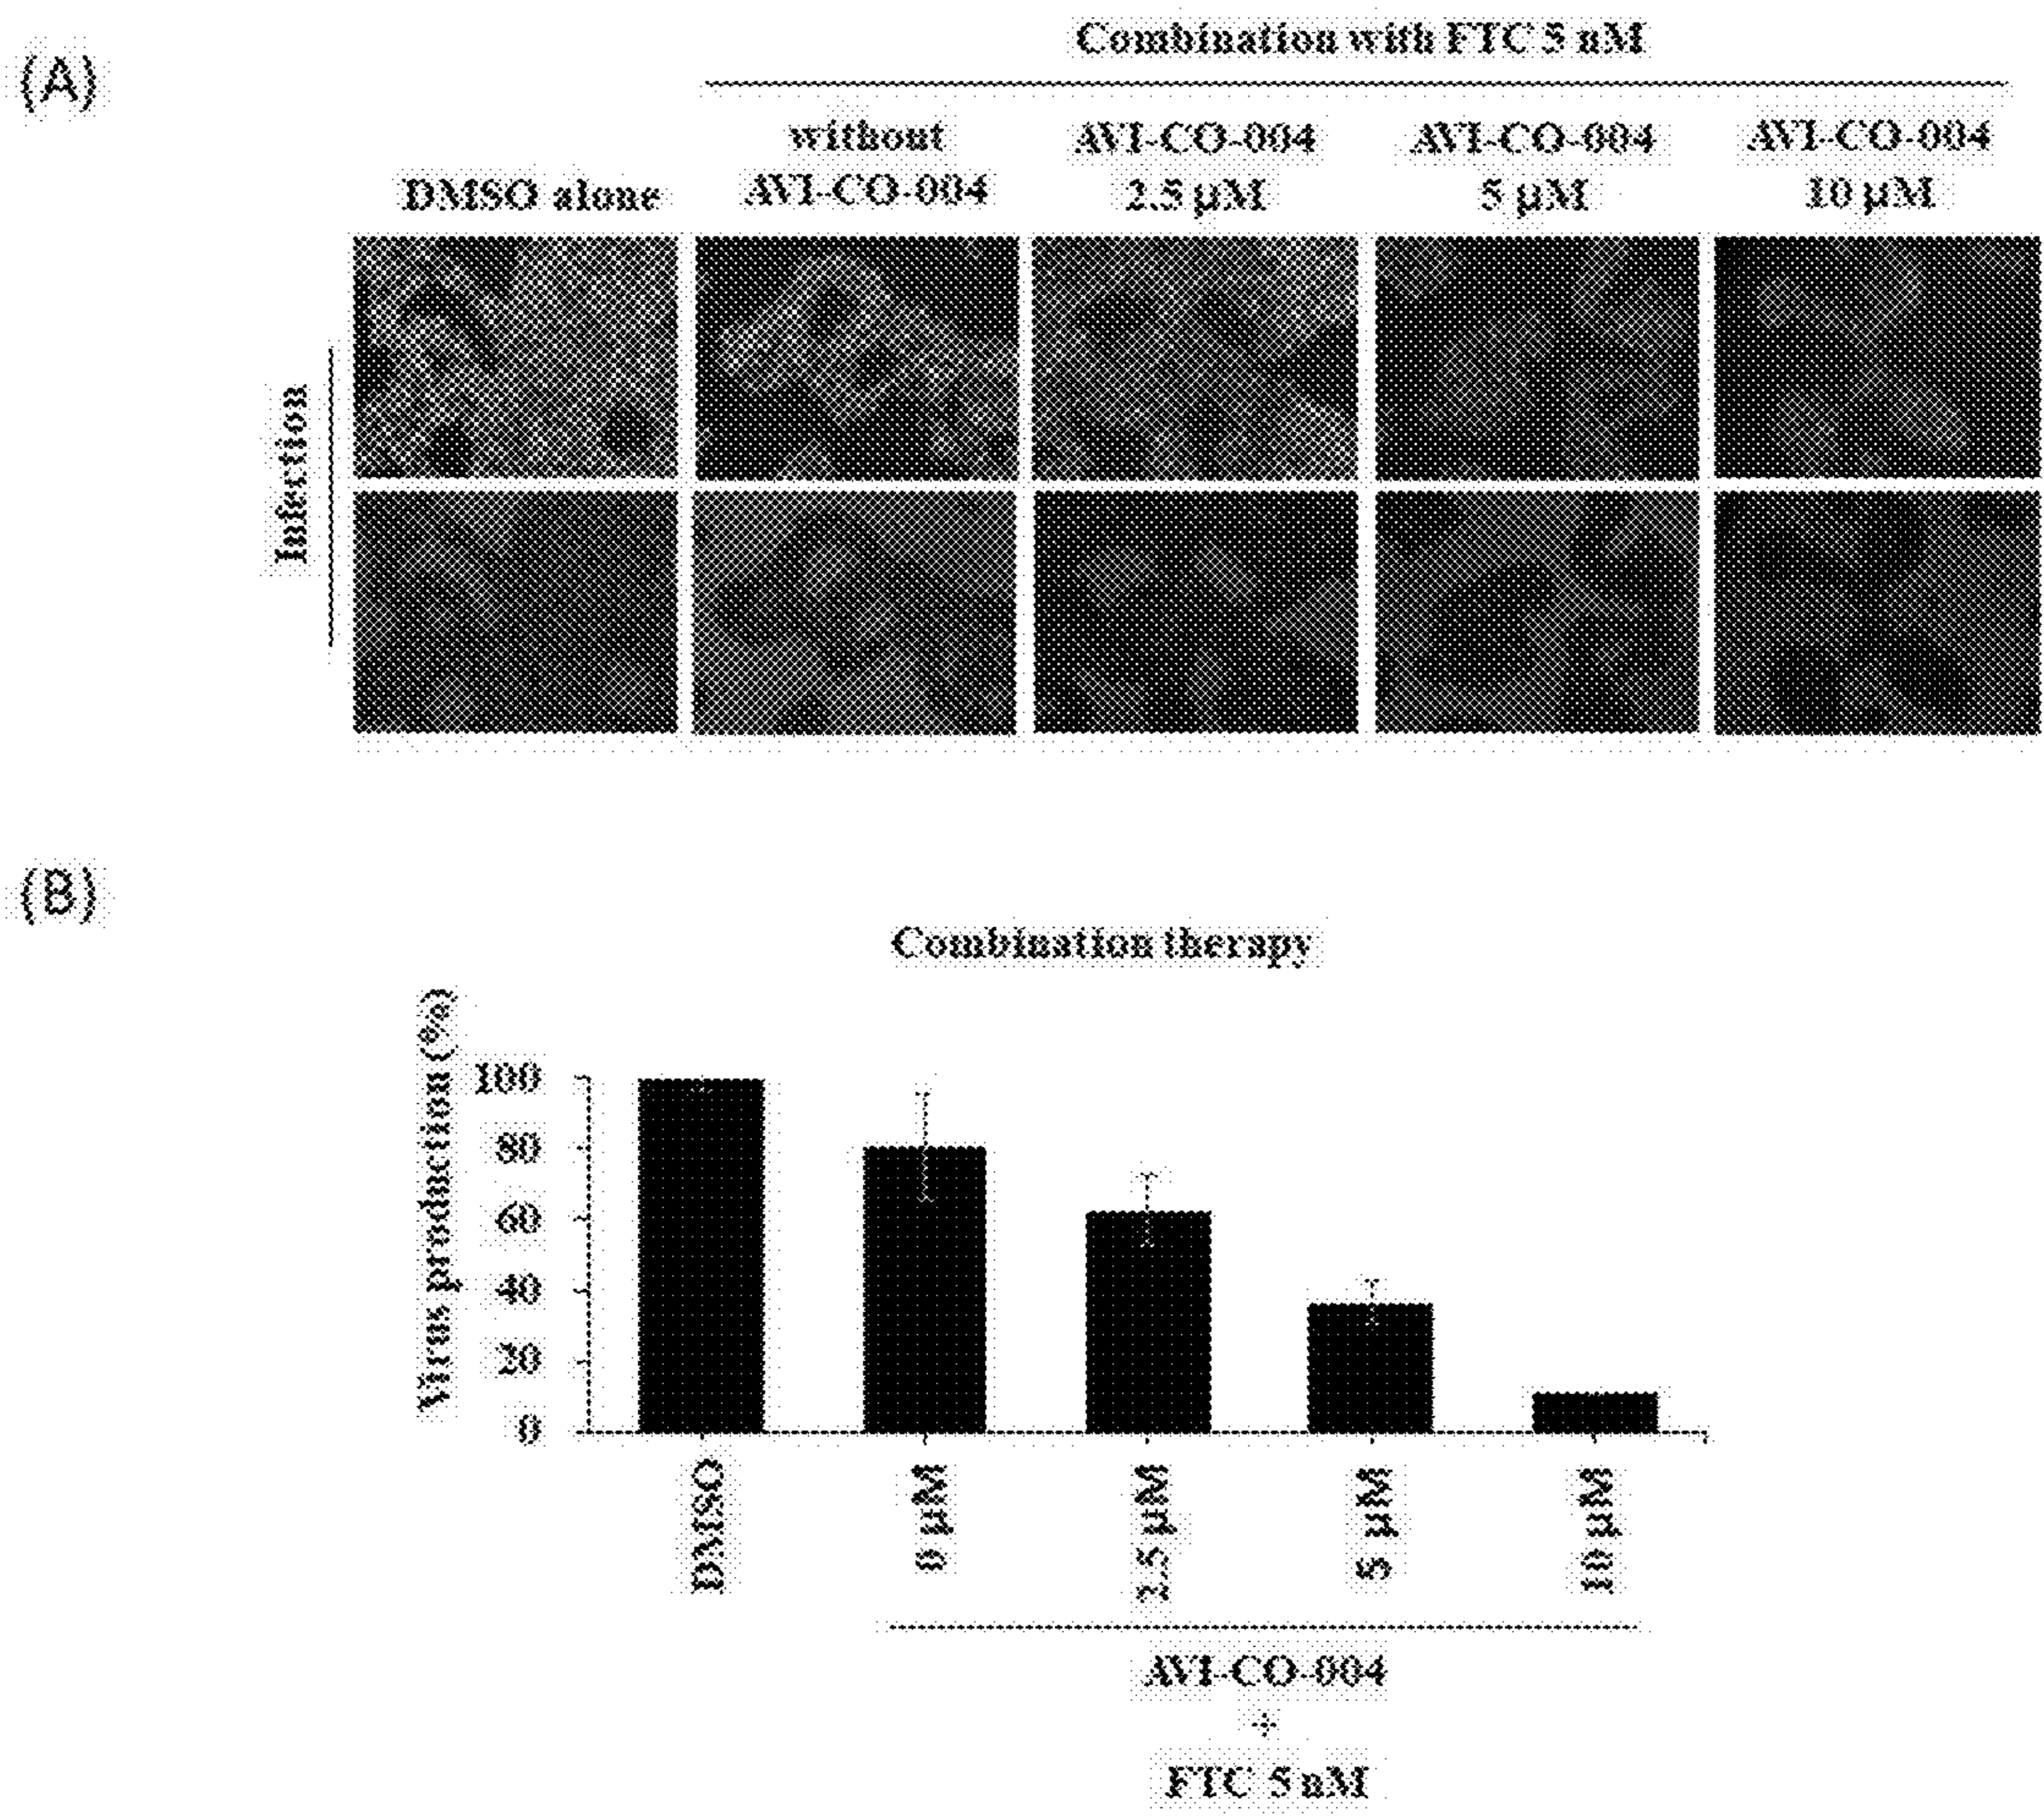 (A)
Combination with FTC 5 nM
DMSO alone
without
AVI-CO-004
AVI-CO-004
2.5 µM
AVI-CO-004
5 µM
AVI-CO-004
10 µM
Infection
(B)
Combination therapy
Virus production (%)
100
80
60
40
20
0
DMSO
0 µM
2.5 µM
5 µM
10 µM
AVI-CO-004
+
FTC 5 nM